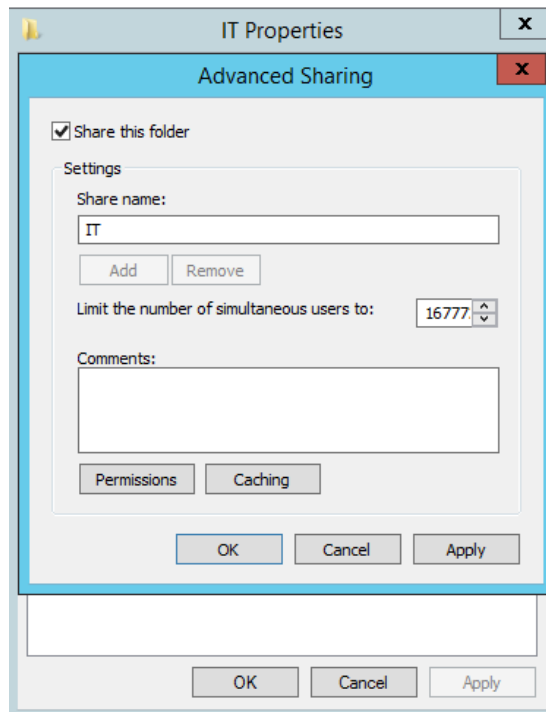 IT Properties
x
Advanced Sharing
x
Share this folder
Settings
Share name:
IT
Add Remove
Limit the number of simultaneous users to: 16777
Comments:
Permissions Caching
OK Cancel Apply
OK Cancel Apply